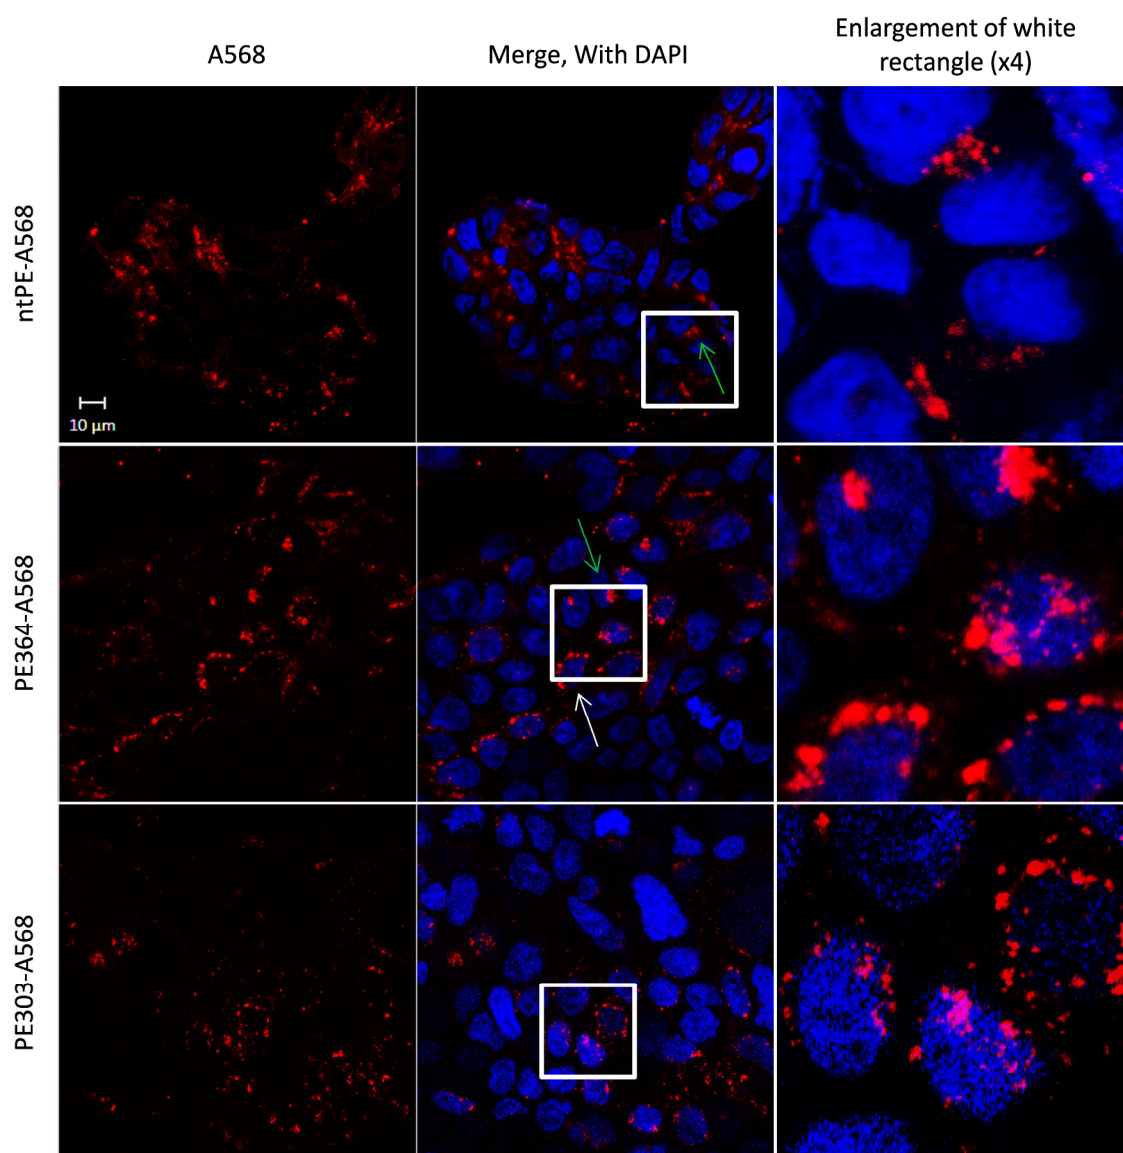 A568
Merge, With DAPI
Enlargement of white
rectangle (x4)
ntPE-A568
10 µm
PE364-A568
PE303-A568